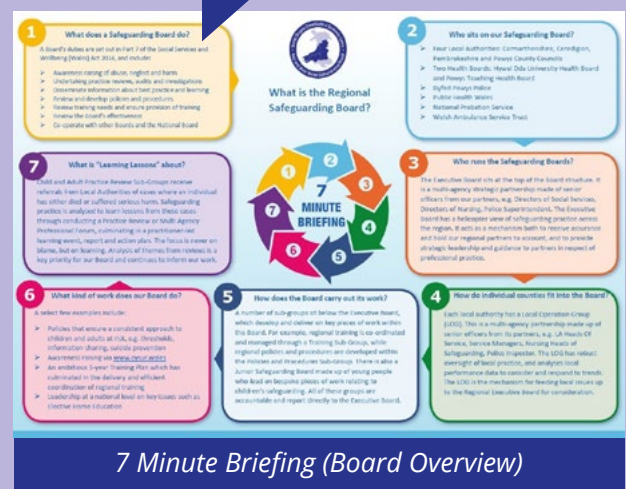 1
What does a Safeguarding Board do?
A Board's duties are set out in Part 7 of the Social Services and
Wellbeing (Wales) Act 2014, and include:
➤ Awareness raising of abuse, neglect and harm
➤ Undertaking practice reviews, audits and investigations
➤ Disseminate information about best practice and learning
➤ Review and develop policies and procedures
➤ Review training needs and ensure provision of training
➤ Review the Board's effectiveness
➤ Co-operate with other Boards and the National Board
What is the Regional
Safeguarding Board?
2
Who sits on our Safeguarding Board?
➤ Four Local Authorities: Carmarthenshire, Ceredigion,
Pembrokeshire and Powys County Councils
➤ Two Health Boards: Hywel Dda University Health Board
and Powys Teaching Health Board
➤ Dyfed Powys Police
➤ Public Health Wales
➤ National Probation Service
➤ Welsh Ambulance Service Trust
7
What is "Learning Lessons" about?
Child and Adult Practice Review Sub-Groups receive
referrals from Local Authorities of cases where an individual
has either died or suffered serious harm. Safeguarding
practice is analysed to learn lessons from these cases
through conducting a Practice Review or Multi Agency
Professional Forum, culminating in a practitioner-led
learning event, report and action plan. The focus is never on
blame, but on learning. Analysis of themes from reviews is a
key priority for our Board and continues to inform our work.
1
2
3
4
5
6
7
7
MINUTE
BRIEFING
3
Who runs the Safeguarding Boards?
The Executive Board sits at the top of the Board structure. It
is a multi-agency strategic partnership made of senior
officers from our partners, e.g. Directors of Social Services,
Directors of Nursing, Police Superintendent. The Executive
Board has a helicopter view of safeguarding practice across
the region. It acts as a mechanism both to receive assurance
and hold our regional partners to account, and to provide
strategic leadership and guidance to partners in respect of
professional practice.
6
What kind of work does our Board do?
A select few examples include:
➤ Policies that ensure a consistent approach to
children and adults at risk, e.g. thresholds,
information sharing, suicide prevention
➤ Awareness raising via www.cysur.wales
➤ An ambitious 3-year Training Plan which has
culminated in the delivery and efficient
coordination of regional training
➤ Leadership at a national level on key issues such as
Elective Home Education
5
How does the Board carry out its work?
A number of sub-groups sit below the Executive Board,
which develop and deliver on key pieces of work within
the Board. For example, regional training is co-ordinated
and managed through a Training Sub-Group, while
regional policies and procedures are developed within
the Policies and Procedures Sub-Group. There is also a
Junior Safeguarding Board made up of young people
who lead on bespoke pieces of work relating to
children's safeguarding. All of these groups are
accountable and report directly to the Executive Board.
4
How do individual counties fit into the Board?
Each local authority has a Local Operation Group
(LOG). This is a multi-agency partnership made up of
senior officers from its partners, e.g. LA Heads Of
Service, Service Managers, Nursing Heads of
Safeguarding, Police Inspector. The LOG has robust
oversight of local practice, and analyses local
performance data to consider and respond to trends.
The LOG is the mechanism for feeding local issues up
to the Regional Executive Board for consideration.
7 Minute Briefing (Board Overview)